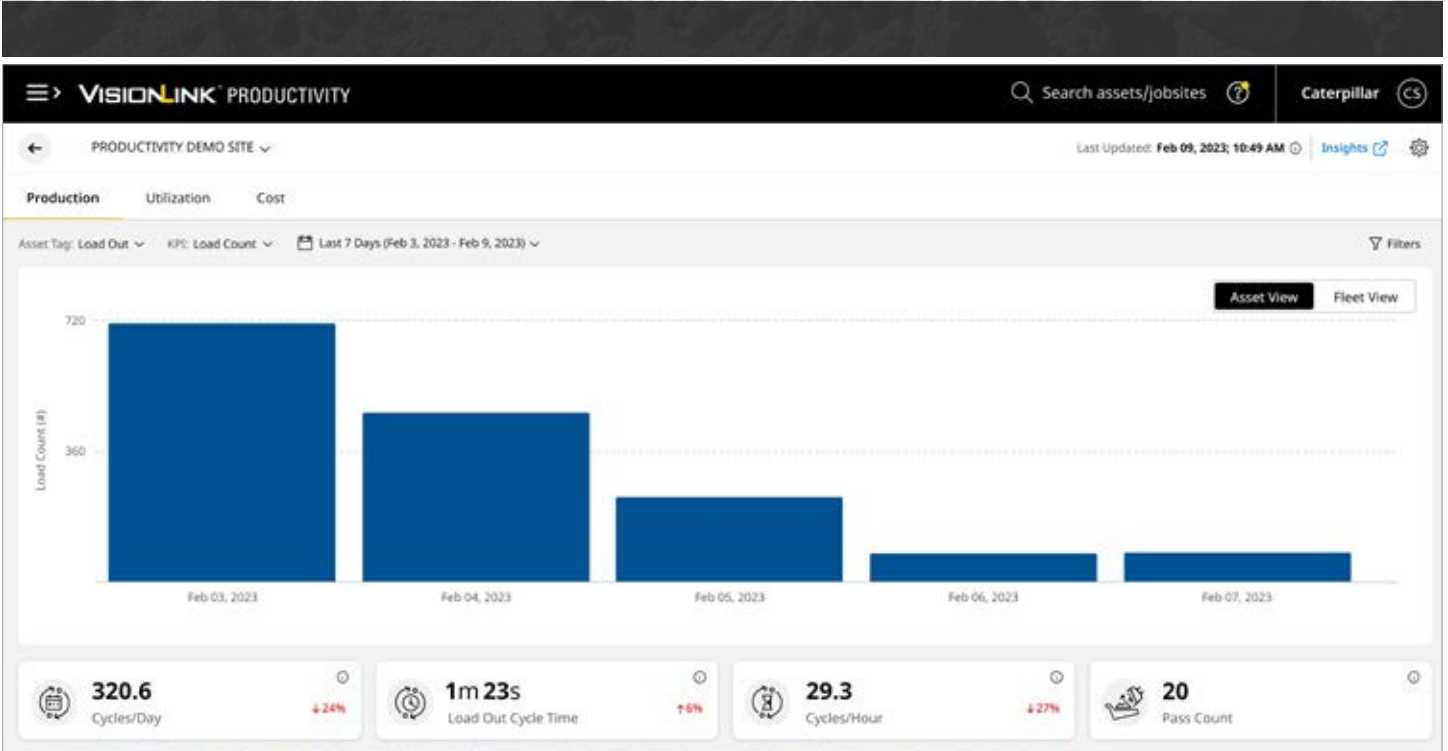 VISIONLINK PRODUCTIVITY
Search assets/jobsites
?
Caterpillar
CS
PRODUCTIVITY DEMO SITE
Last Updated: Feb 09, 2023; 10:49 AM
Insights
Production Utilization Cost
Asset Tag: Load Out KPI: Load Count Last 7 Days (Feb 3, 2023 - Feb 9, 2023)
Filters
Asset View Fleet View
720
360
Load Count (#)
Feb 03, 2023 Feb 04, 2023 Feb 05, 2023 Feb 06, 2023 Feb 07, 2023
320.6
Cycles/Day
↓24%
1m 23s
Load Out Cycle Time
↑6%
29.3
Cycles/Hour
↓27%
20
Pass Count